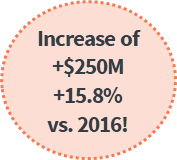 Increase of
+$250M
+15.8%
vs. 2016!